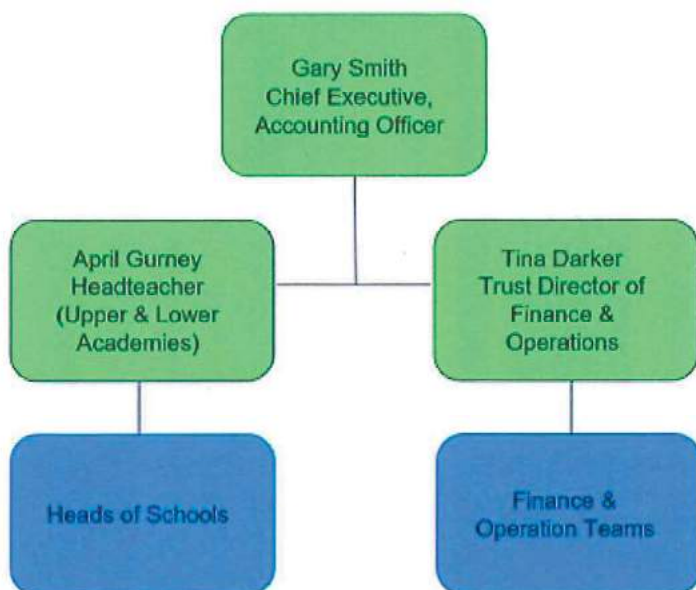 Gary Smith
Chief Executive,
Accounting Officer
April Gurney
Headteacher
(Upper & Lower
Academies)
Tina Darker
Trust Director of
Finance &
Operations
Heads of Schools
Finance &
Operation Teams